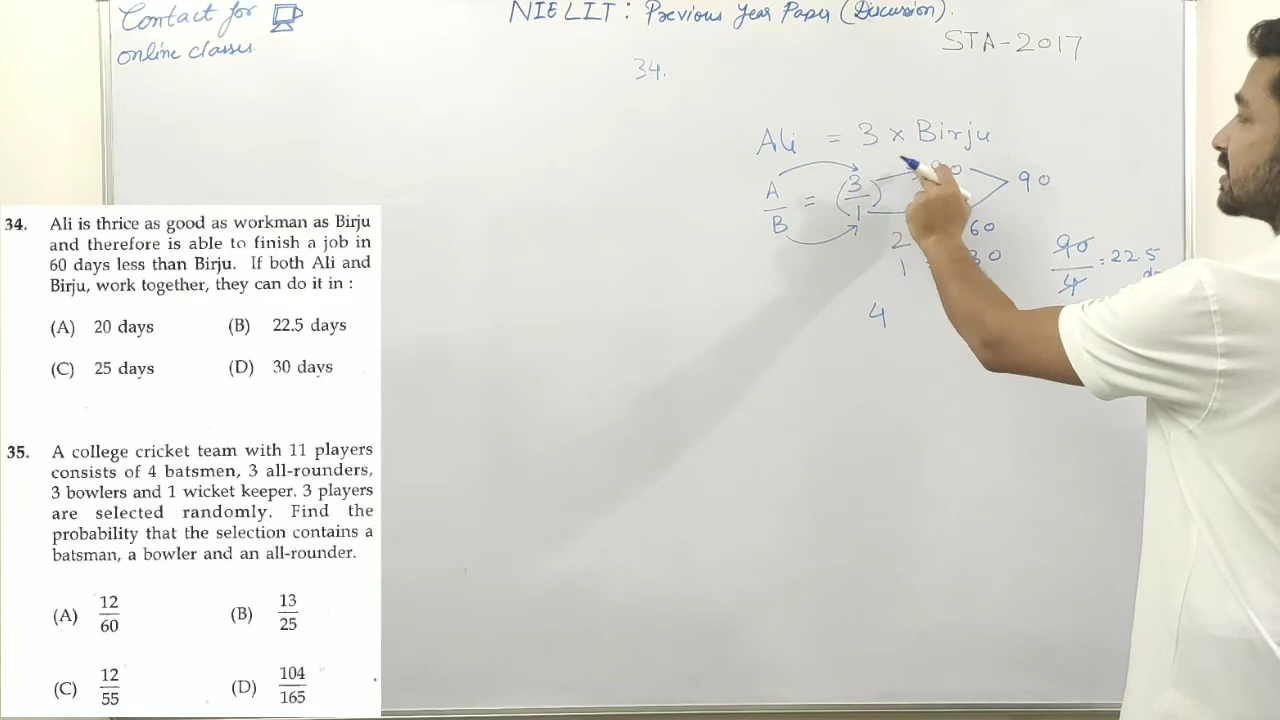 Contact for
online classes.
NIELIT : Previous Year Paper (Discussion).
STA-2017
34.
Ali = 3 × Birju
A/B = (3/1)
90
90
2
60
1 =
30
90/4 = 22.5
4
34. Ali is thrice as good as workman as Birju
and therefore is able to finish a job in
60 days less than Birju. If both Ali and
Birju, work together, they can do it in :
(A) 20 days (B) 22.5 days
(C) 25 days (D) 30 days
35. A college cricket team with 11 players
consists of 4 batsmen, 3 all-rounders,
3 bowlers and 1 wicket keeper. 3 players
are selected randomly. Find the
probability that the selection contains a
batsman, a bowler and an all-rounder.
(A) 12/60 (B) 13/25
(C) 12/55 (D) 104/165